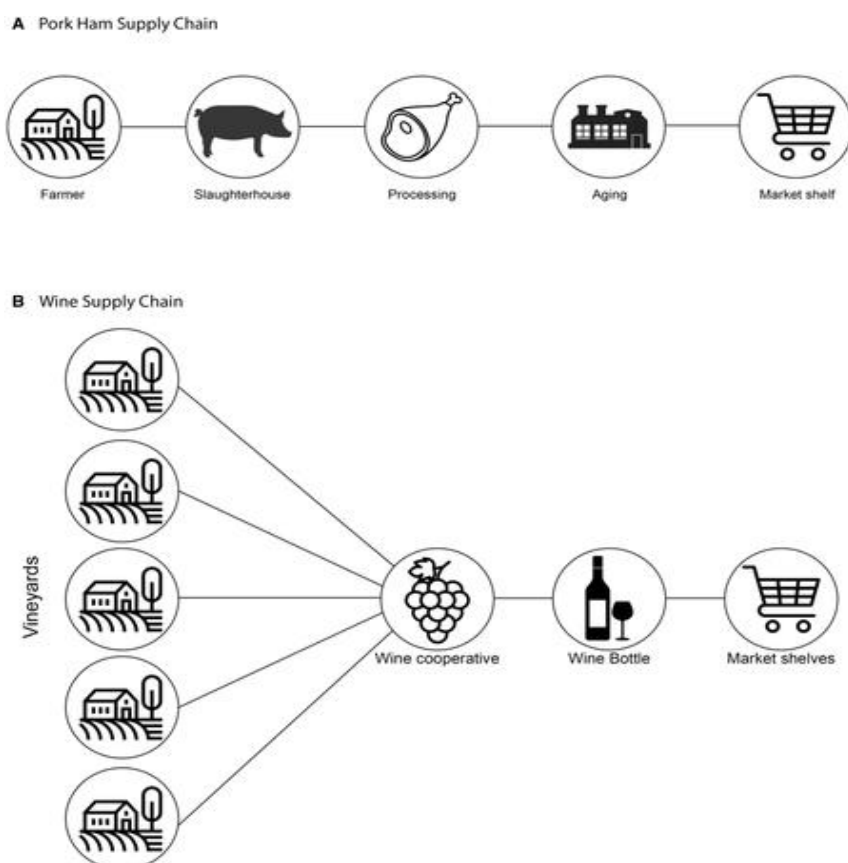 A Pork Ham Supply Chain
Farmer
Slaughterhouse
Processing
Aging
Market shelf
B Wine Supply Chain
Vineyards
Wine cooperative
Wine Bottle
Market shelves